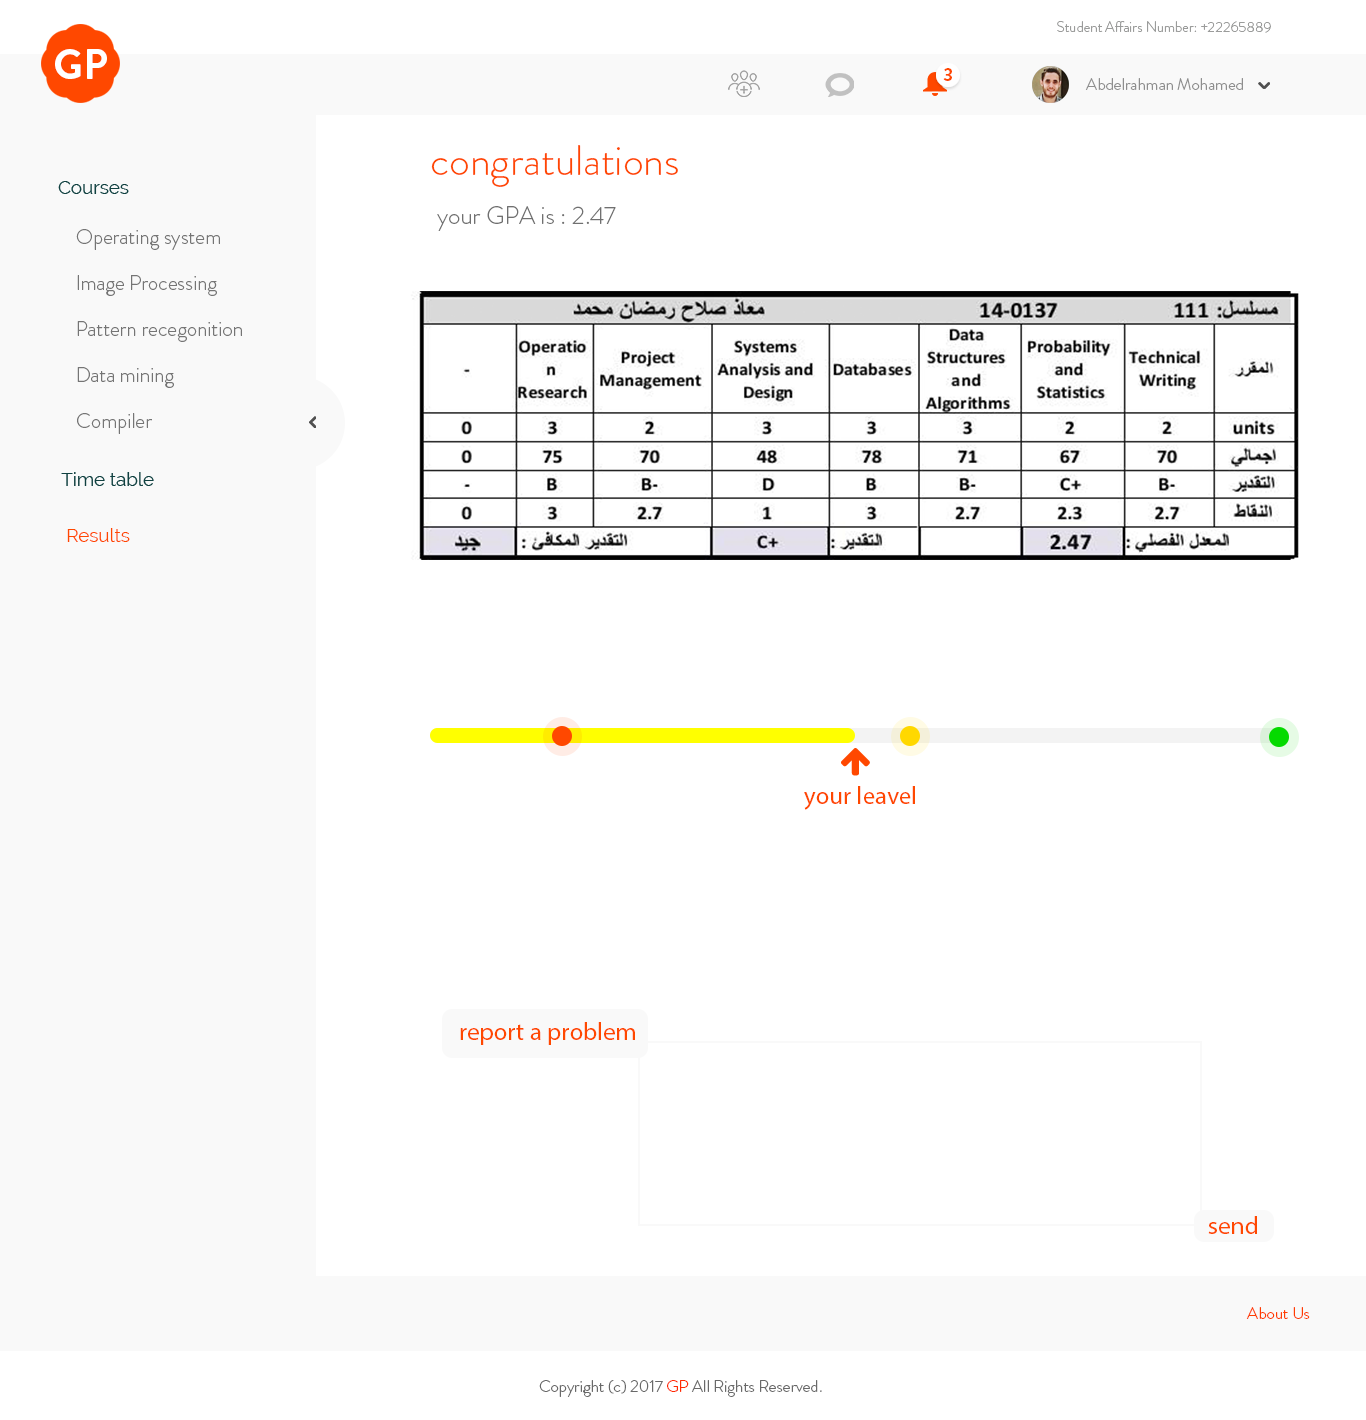 Student Affairs Number: +22265889
GP
3
Abdelrahman Mohamed
congratulations
your GPA is : 2.47
Courses
Operating system
Image Processing
Pattern recegonition
Data mining
Compiler
Time table
Results
مسلسل: 111 14-0137 معاذ صلاح رمضان محمد
- Operation Research Project Management Systems Analysis and Design Databases Data Structures and Algorithms Probability and Statistics Technical Writing المقرر
0 3 2 3 3 3 2 2 units
0 75 70 48 78 71 67 70 اجمالي
- B B- D B B- C+ B- التقدير
0 3 2.7 1 3 2.7 2.3 2.7 النقاط
المعدل الفصلي : 2.47 التقدير : C+ التقدير المكافئ : جيد
your leavel
report a problem
send
About Us
Copyright (c) 2017 GP All Rights Reserved.